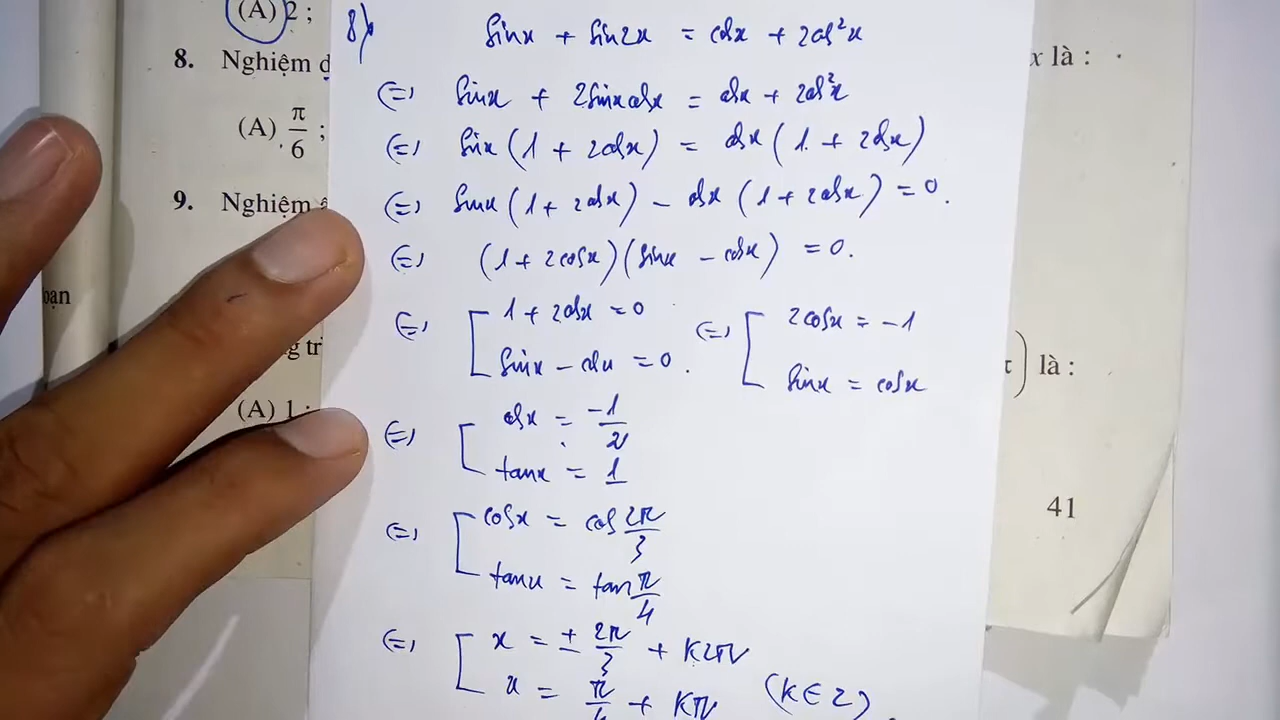 (A) 2 ;
8. Nghiệm d
x là :
(A) π/6 ;
9. Nghiệm
oạn
g trì
(A) 1 ;
là :
41
8)
sinx + sin2x = cosx + 2cos²x
⇔ sinx + 2sinxcosx = cosx + 2cos²x
⇔ sinx(1 + 2cosx) = cosx(1 + 2cosx)
⇔ sinx(1 + 2cosx) - cosx(1 + 2cosx) = 0.
⇔ (1 + 2cosx)(sinx - cosx) = 0.
⇔ [ 1 + 2cosx = 0 ⇔ [ 2cosx = -1
sinx - cosx = 0. sinx = cosx
⇔ [ cosx = -1/2
tanx = 1
⇔ [ cosx = cos 2π/3
tanx = tan π/4
⇔ [ x = ± 2π/3 + k2π
x = π/4 + kπ (k∈Z)